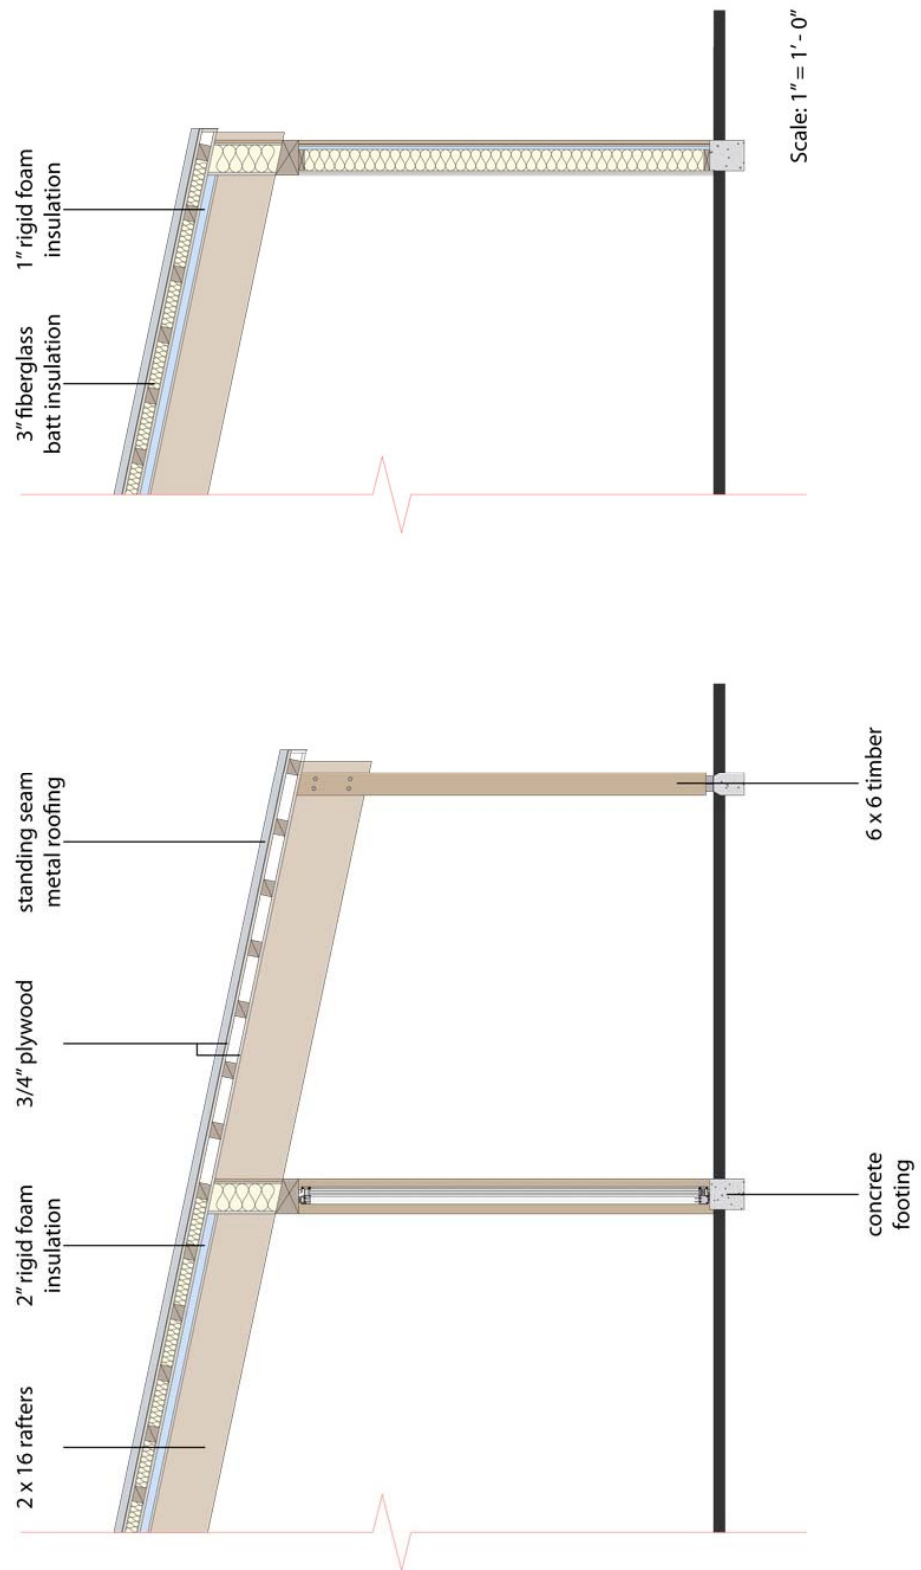 2 x 16 rafters
2" rigid foam
insulation
3/4" plywood
standing seam
metal roofing
3" fiberglass
batt insulation
1" rigid foam
insulation
concrete
footing
6 x 6 timber
Scale: 1" = 1' - 0"